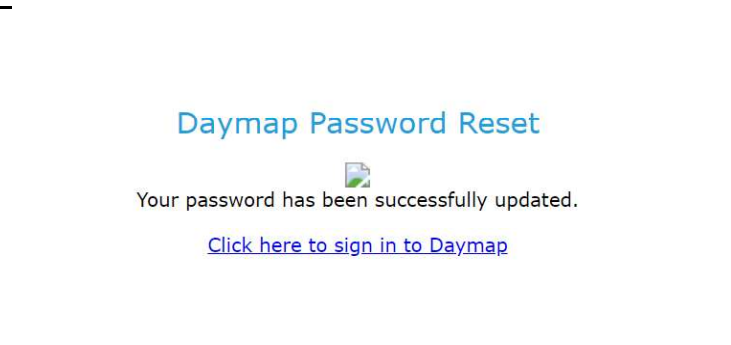 Daymap Password Reset
Your password has been successfully updated.
Click here to sign in to Daymap